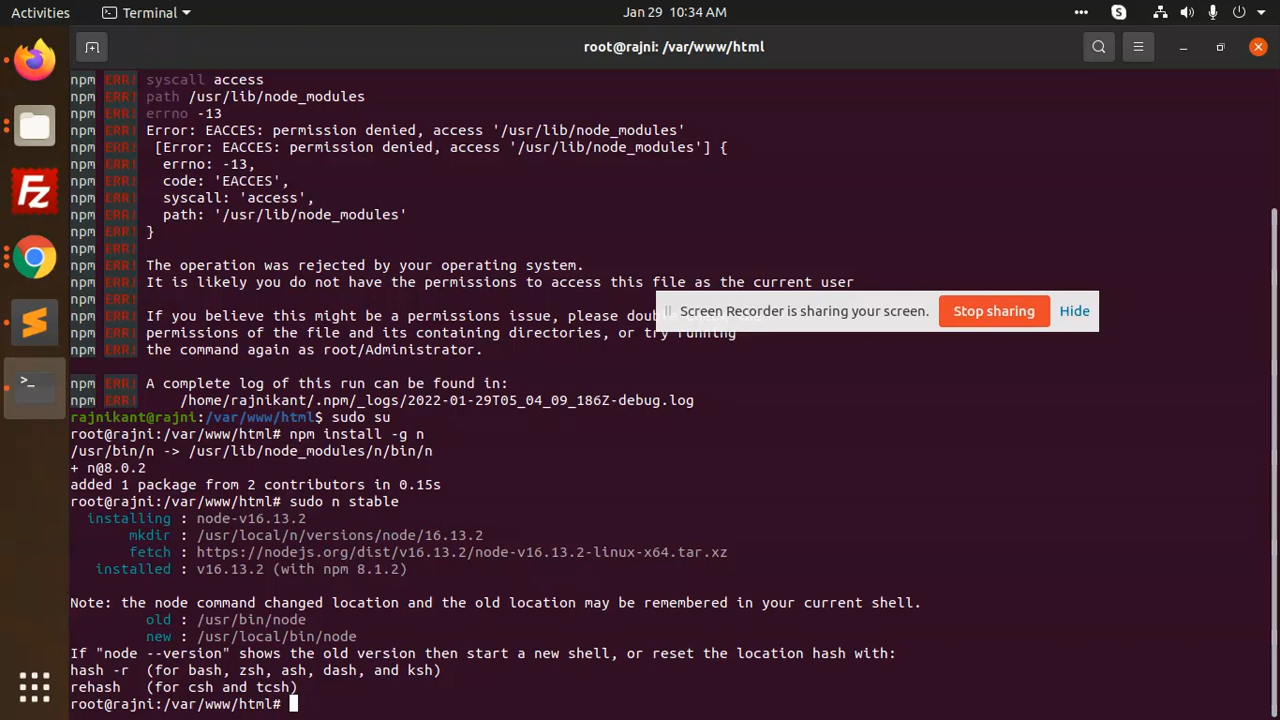 Activities
Terminal
Jan 29 10:34 AM
root@rajni: /var/www/html
npm ERR! syscall access
npm ERR! path /usr/lib/node_modules
npm ERR! errno -13
npm ERR! Error: EACCES: permission denied, access '/usr/lib/node_modules'
npm ERR!  [Error: EACCES: permission denied, access '/usr/lib/node_modules'] {
npm ERR!   errno: -13,
npm ERR!   code: 'EACCES',
npm ERR!   syscall: 'access',
npm ERR!   path: '/usr/lib/node_modules'
npm ERR! }
npm ERR!
npm ERR! The operation was rejected by your operating system.
npm ERR! It is likely you do not have the permissions to access this file as the current user
npm ERR!
Screen Recorder is sharing your screen.
Stop sharing
Hide
npm ERR! If you believe this might be a permissions issue, please
npm ERR! permissions of the file and its containing directories, or try running
npm ERR! the command again as root/Administrator.
npm ERR! A complete log of this run can be found in:
npm ERR!     /home/rajnikant/.npm/_logs/2022-01-29T05_04_09_186Z-debug.log
rajnikant@rajni:/var/www/html$ sudo su
root@rajni:/var/www/html# npm install -g n
/usr/bin/n -> /usr/lib/node_modules/n/bin/n
+ n@8.0.2
added 1 package from 2 contributors in 0.15s
root@rajni:/var/www/html# sudo n stable
installing : node-v16.13.2
mkdir : /usr/local/n/versions/node/16.13.2
fetch : https://nodejs.org/dist/v16.13.2/node-v16.13.2-linux-x64.tar.xz
installed : v16.13.2 (with npm 8.1.2)
Note: the node command changed location and the old location may be remembered in your current shell.
old : /usr/bin/node
new : /usr/local/bin/node
If "node --version" shows the old version then start a new shell, or reset the location hash with:
hash -r  (for bash, zsh, ash, dash, and ksh)
rehash   (for csh and tcsh)
root@rajni:/var/www/html#